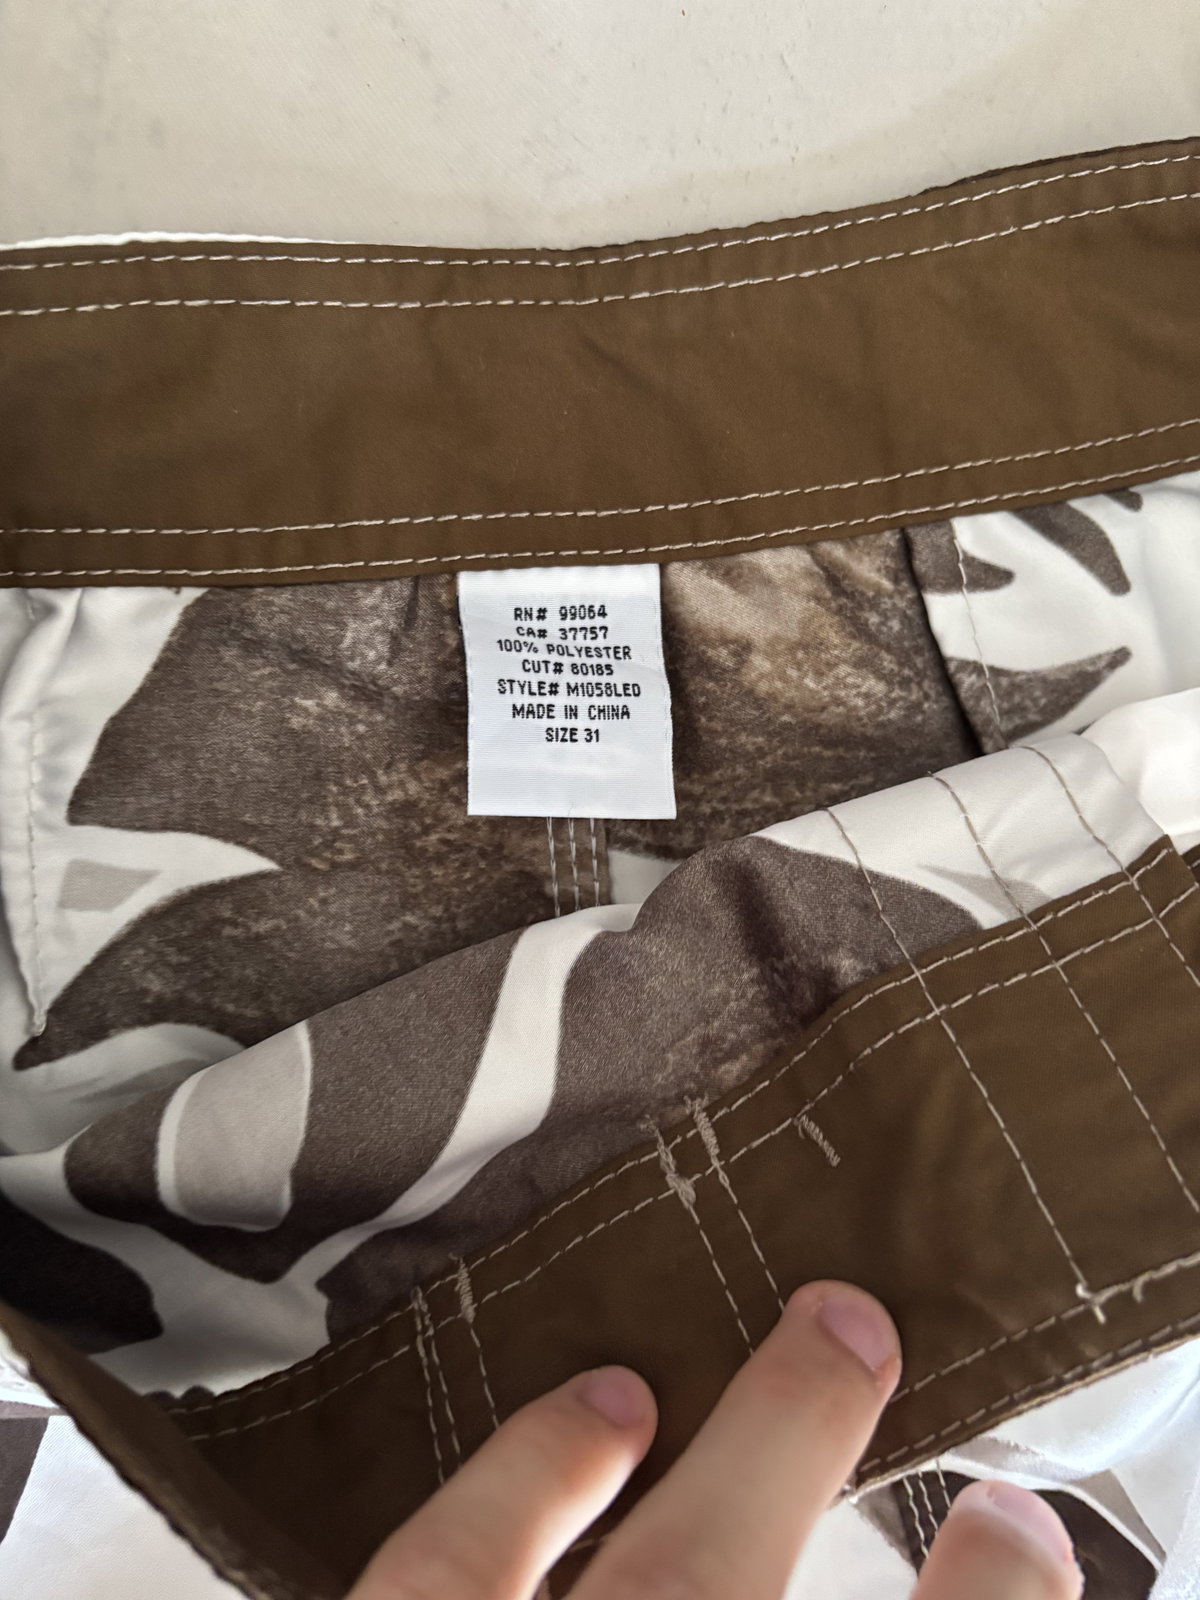 RN# 99064
CA# 37757
100% POLYESTER
CUT# 80185
STYLE# M1058LED
MADE IN CHINA
SIZE 31